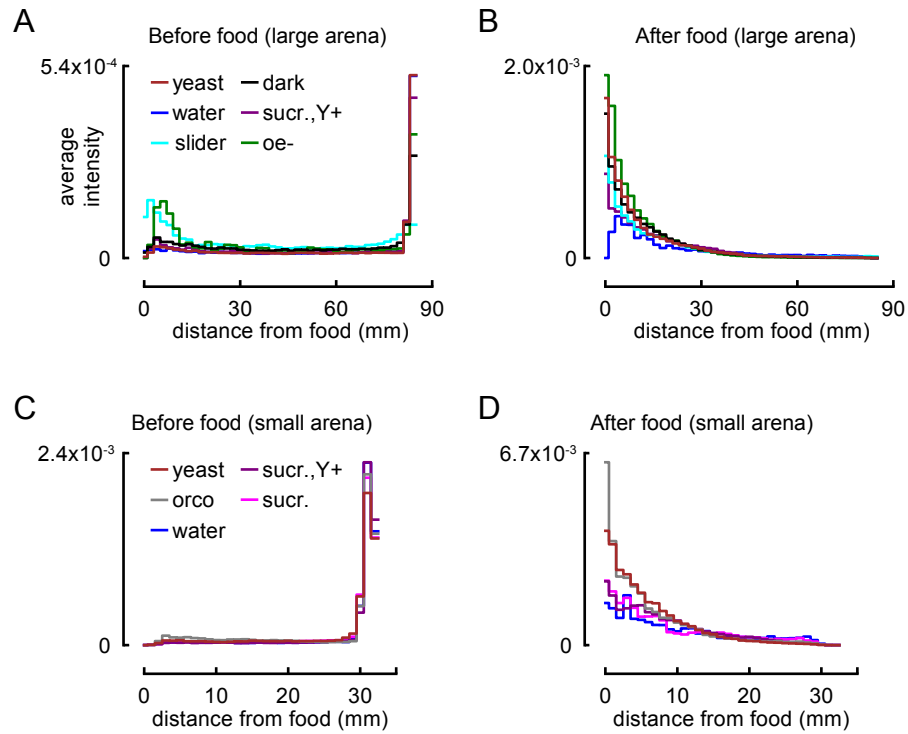 A
Before food (large arena)
5.4x10⁻⁴
0
average
intensity
yeast
water
slider
dark
sucr.,Y+
oe-
0 30 60 90
distance from food (mm)
B
After food (large arena)
2.0x10⁻³
0
0 30 60 90
distance from food (mm)
C
Before food (small arena)
2.4x10⁻³
0
yeast
orco
water
sucr.,Y+
sucr.
0 10 20 30
distance from food (mm)
D
After food (small arena)
6.7x10⁻³
0
0 10 20 30
distance from food (mm)